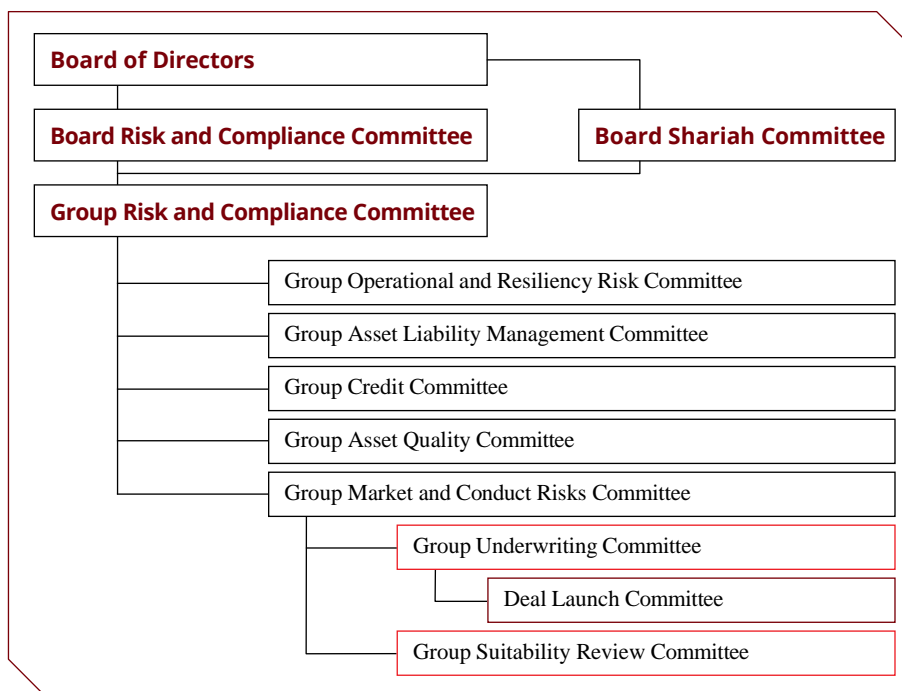 Board of Directors
Board Risk and Compliance Committee
Board Shariah Committee
Group Risk and Compliance Committee
Group Operational and Resiliency Risk Committee
Group Asset Liability Management Committee
Group Credit Committee
Group Asset Quality Committee
Group Market and Conduct Risks Committee
Group Underwriting Committee
Deal Launch Committee
Group Suitability Review Committee